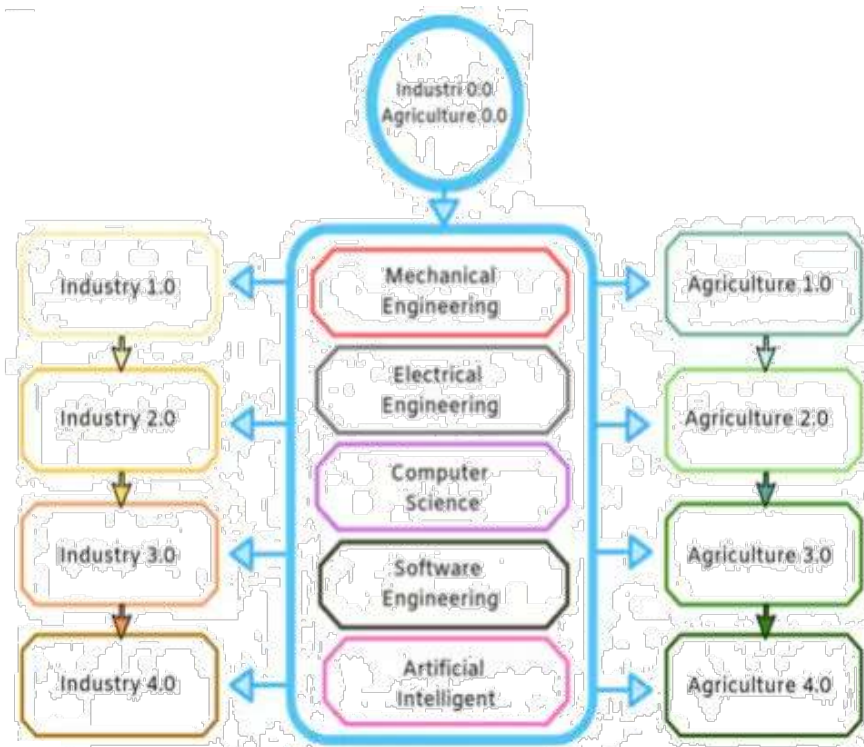 Industri 0.0
Agriculture 0.0
Industry 1.0
Industry 2.0
Industry 3.0
Industry 4.0
Mechanical
Engineering
Electrical
Engineering
Computer
Science
Software
Engineering
Artificial
Intelligent
Agriculture 1.0
Agriculture 2.0
Agriculture 3.0
Agriculture 4.0